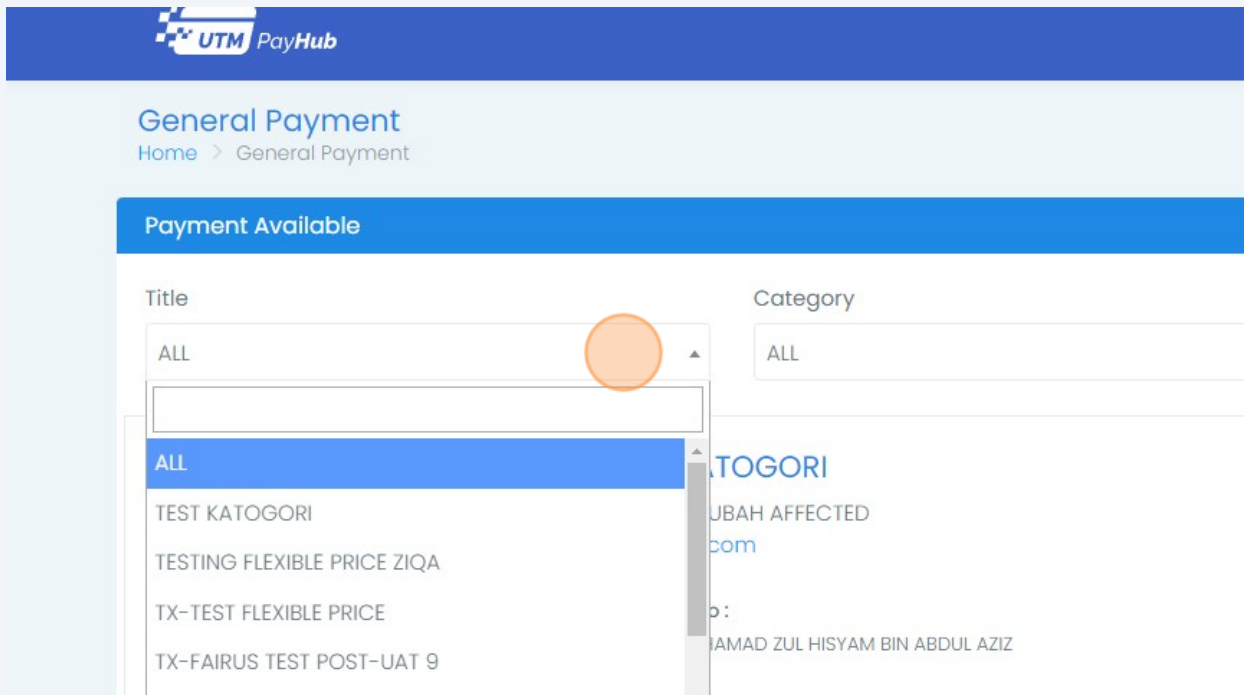 UTM PayHub
General Payment
Home > General Payment
Payment Available
Title
Category
ALL
ALL
ALL
TEST KATOGORI
TESTING FLEXIBLE PRICE ZIQA
TX-TEST FLEXIBLE PRICE
TX-FAIRUS TEST POST-UAT 9
ATOGORI
UBAH AFFECTED
.com
o :
HAMAD ZUL HISYAM BIN ABDUL AZIZ